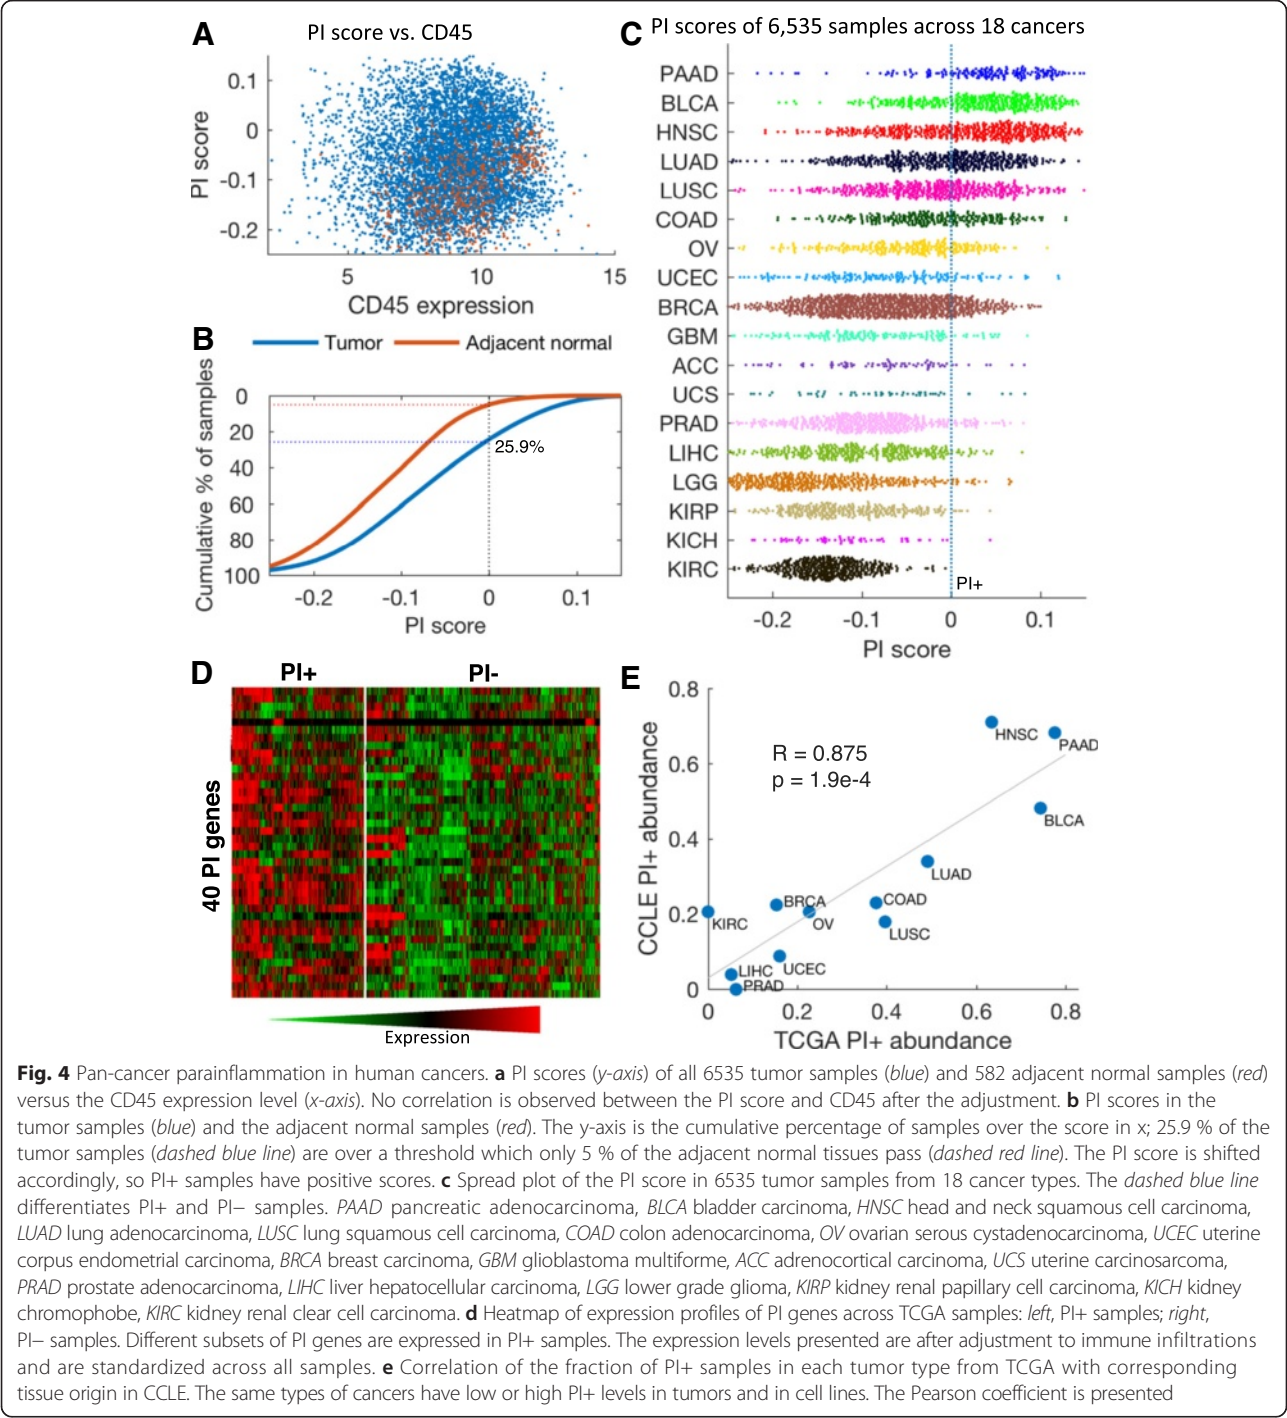 A
PI score vs. CD45
PI score
0.1
0
-0.1
-0.2
5
10
15
CD45 expression
B
Tumor
Adjacent normal
Cumulative % of samples
0
20
40
60
80
100
25.9%
-0.2
-0.1
0
0.1
PI score
C
PI scores of 6,535 samples across 18 cancers
PAAD
BLCA
HNSC
LUAD
LUSC
COAD
OV
UCEC
BRCA
GBM
ACC
UCS
PRAD
LIHC
LGG
KIRP
KICH
KIRC
PI+
-0.2
-0.1
0
0.1
PI score
D
PI+
PI-
40 PI genes
Expression
E
CCLE PI+ abundance
0.8
0.6
0.4
0.2
0
R = 0.875
p = 1.9e-4
HNSC
PAAD
BLCA
LUAD
BRCA
COAD
KIRC
OV
LUSC
LIHC
UCEC
PRAD
0
0.2
0.4
0.6
0.8
TCGA PI+ abundance
Fig. 4 Pan-cancer parainflammation in human cancers. a PI scores (y-axis) of all 6535 tumor samples (blue) and 582 adjacent normal samples (red)
versus the CD45 expression level (x-axis). No correlation is observed between the PI score and CD45 after the adjustment. b PI scores in the
tumor samples (blue) and the adjacent normal samples (red). The y-axis is the cumulative percentage of samples over the score in x; 25.9 % of the
tumor samples (dashed blue line) are over a threshold which only 5 % of the adjacent normal tissues pass (dashed red line). The PI score is shifted
accordingly, so PI+ samples have positive scores. c Spread plot of the PI score in 6535 tumor samples from 18 cancer types. The dashed blue line
differentiates PI+ and PI− samples. PAAD pancreatic adenocarcinoma, BLCA bladder carcinoma, HNSC head and neck squamous cell carcinoma,
LUAD lung adenocarcinoma, LUSC lung squamous cell carcinoma, COAD colon adenocarcinoma, OV ovarian serous cystadenocarcinoma, UCEC uterine
corpus endometrial carcinoma, BRCA breast carcinoma, GBM glioblastoma multiforme, ACC adrenocortical carcinoma, UCS uterine carcinosarcoma,
PRAD prostate adenocarcinoma, LIHC liver hepatocellular carcinoma, LGG lower grade glioma, KIRP kidney renal papillary cell carcinoma, KICH kidney
chromophobe, KIRC kidney renal clear cell carcinoma. d Heatmap of expression profiles of PI genes across TCGA samples: left, PI+ samples; right,
PI− samples. Different subsets of PI genes are expressed in PI+ samples. The expression levels presented are after adjustment to immune infiltrations
and are standardized across all samples. e Correlation of the fraction of PI+ samples in each tumor type from TCGA with corresponding
tissue origin in CCLE. The same types of cancers have low or high PI+ levels in tumors and in cell lines. The Pearson coefficient is presented